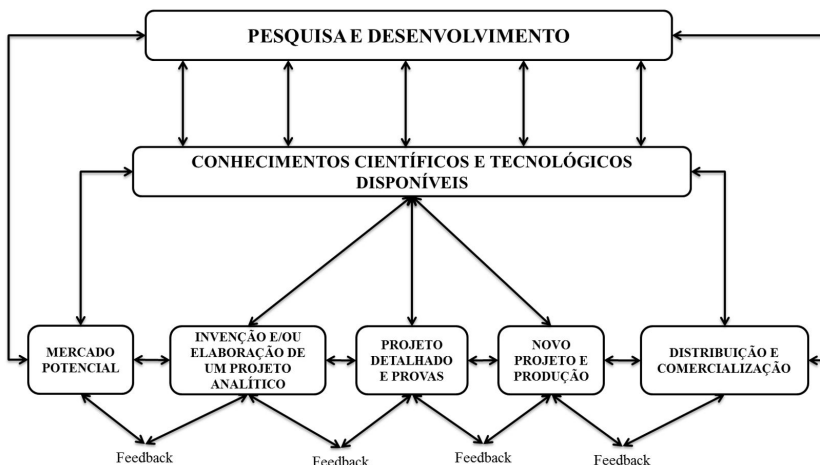 PESQUISA E DESENVOLVIMENTO
CONHECIMENTOS CIENTÍFICOS E TECNOLÓGICOS
DISPONÍVEIS
MERCADO
POTENCIAL
INVENÇÃO E/OU
ELABORAÇÃO DE
UM PROJETO
ANALÍTICO
PROJETO
DETALHADO
E PROVAS
NOVO
PROJETO E
PRODUÇÃO
DISTRIBUIÇÃO E
COMERCIALIZAÇÃO
Feedback
Feedback
Feedback
Feedback